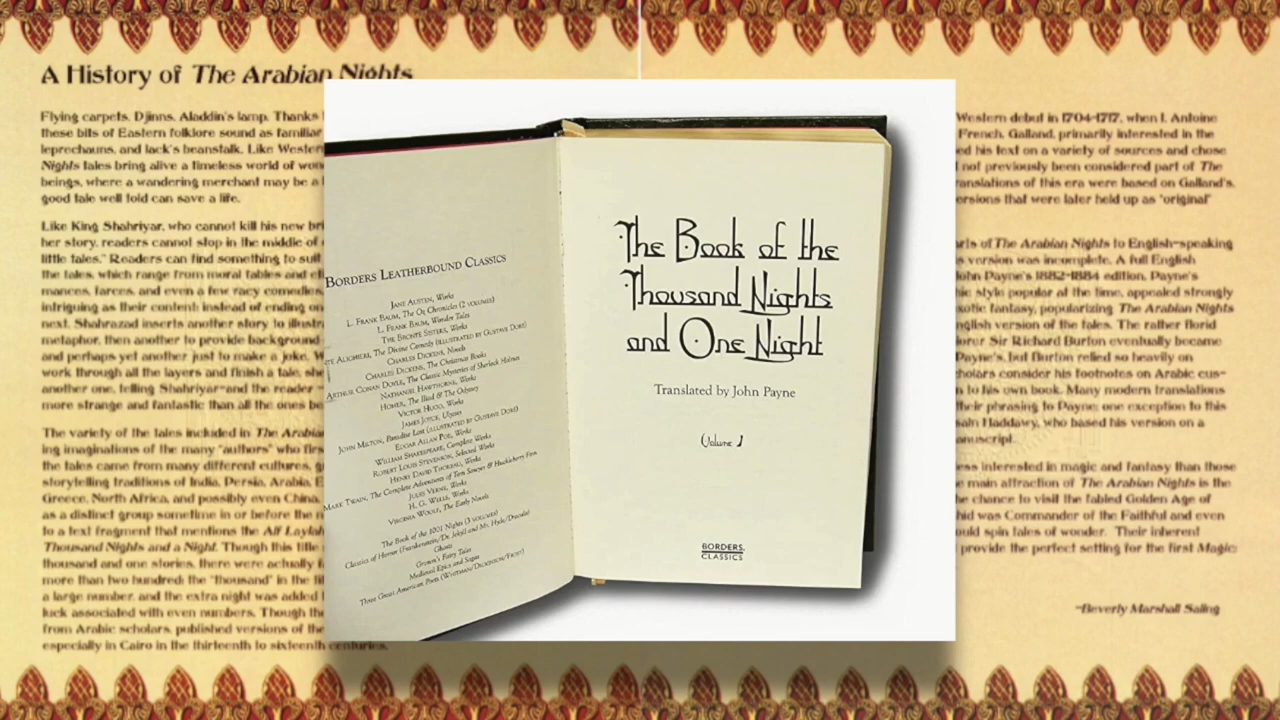 A History of The Arabian Nights
Flying carpets, Djinns, Aladdin's lamp. Thanks
these bits of Eastern folklore sound as familiar
leprechauns, and Jack's beanstalk. Like Wester
Nights tales bring alive a timeless world of
beings, where a wandering merchant may be a
good tale well told can save a life.
Like King Shahriyar, who cannot kill his new
her story, readers cannot stop in the middle of
little tales." Readers can find something to suit
the tales, which range from moral fables and
mances, farces, and even a few racy comedies.
intriguing as their content: instead of ending
next, Shahrazad inserts another story to
metaphor, then another to provide background
and perhaps yet another just to make a joke.
work through all the layers and finish a tale, she
another one, telling Shahriyar—and the reader—
more strange and fantastic than all the ones
The variety of the tales included in The
ing imaginations of the many "authors" who
the tales came from many different cultures,
storytelling traditions of India, Persia, Arabia,
Greece, North Africa, and possibly even China.
as a distinct group sometime in or before the
to a text fragment that mentions the Alf Laylah
Thousand Nights and a Night. Though this title
thousand and one stories, there were actually
more than two hundred; the "thousand" in the
a large number, and the extra night was added
luck associated with even numbers. Though
from Arabic scholars, published versions of the
especially in Cairo in the thirteenth to sixteenth centuries.
BORDERS LEATHERBOUND CLASSICS
JANE AUSTEN, Works
L. FRANK BAUM, The Oz Chronicles (2 VOLUMES)
L. FRANK BAUM, Wonder Tales
THE BRONTE SISTERS, Works
ALIGHIERI, The Divine Comedy (ILLUSTRATED BY GUSTAVE DORÉ)
CHARLES DICKENS, Novels
CHARLES DICKENS, The Christmas Books
ARTHUR CONAN DOYLE, The Classic Mysteries of Sherlock Holmes
NATHANIEL HAWTHORNE, Works
HOMER, The Iliad & The Odyssey
VICTOR HUGO, Works
JAMES JOYCE, Ulysses
JOHN MILTON, Paradise Lost (ILLUSTRATED BY GUSTAVE DORÉ)
EDGAR ALLAN POE, Works
WILLIAM SHAKESPEARE, Complete Works
ROBERT LOUIS STEVENSON, Selected Works
HENRY DAVID THOREAU, Works
MARK TWAIN, The Complete Adventures of Tom Sawyer & Huckleberry Finn
JULES VERNE, Works
H. G. WELLS, Works
VIRGINIA WOOLF, The Early Novels
The Book of the 1001 Nights (3 VOLUMES)
Classics of Horror (Frankenstein/Dr. Jekyll and Mr. Hyde/Dracula)
Ghosts
Grimm's Fairy Tales
Medieval Epics and Sagas
Three Great American Poets (WHITMAN/DICKINSON/FROST)
The Book of the
Thousand Nights
and One Night
Translated by John Payne
Volume I
BORDERS.
CLASSICS
Western debut in 1704-1717, when J. Antoine
French. Galland, primarily interested in the
ed his text on a variety of sources and chose
not previously been considered part of The
translations of this era were based on Galland's,
ersions that were later held up as "original"
of The Arabian Nights to English-speaking
version was incomplete. A full English
John Payne's 1882-1884 edition. Payne's
style popular at the time, appealed strongly
exotic fantasy, popularizing The Arabian Nights
nglish version of the tales. The rather florid
Sir Richard Burton eventually became
Payne's, but Burton relied so heavily on
holars consider his footnotes on Arabic cus-
to his own book. Many modern translations
their phrasing to Payne; one exception to this
Haddawy, who based his version on a
anuscript.
ess interested in magic and fantasy than those
main attraction of The Arabian Nights is the
chance to visit the fabled Golden Age of
hid was Commander of the Faithful and even
ould spin tales of wonder. Their inherent
provide the perfect setting for the first Magic:
—Beverly Marshall Saling